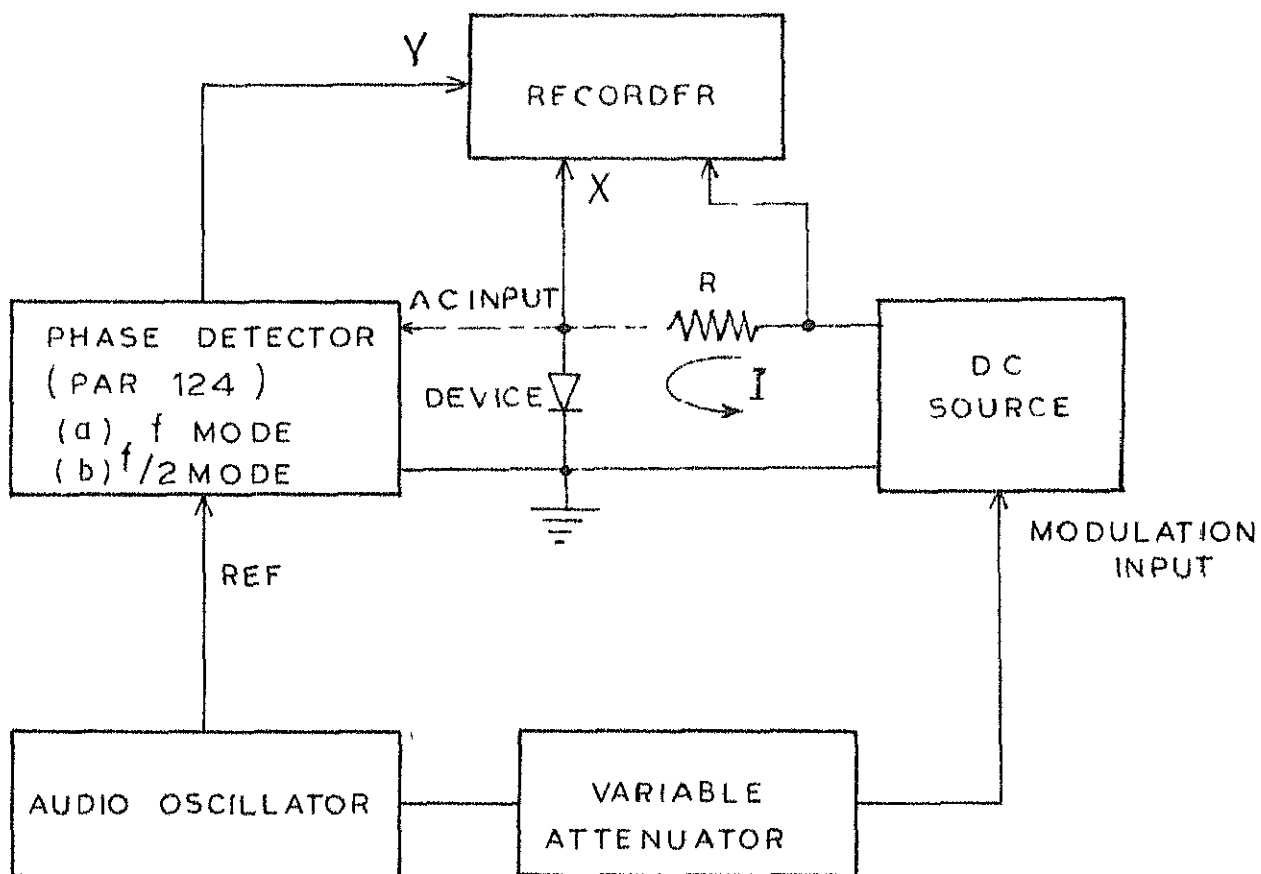 Y
RECORDER
X
R
AC INPUT
PHASE DETECTOR
(PAR 124)
(a) f MODE
(b) f/2 MODE
DEVICE
I
DC
SOURCE
MODULATION
INPUT
REF
AUDIO OSCILLATOR
VARIABLE
ATTENUATOR